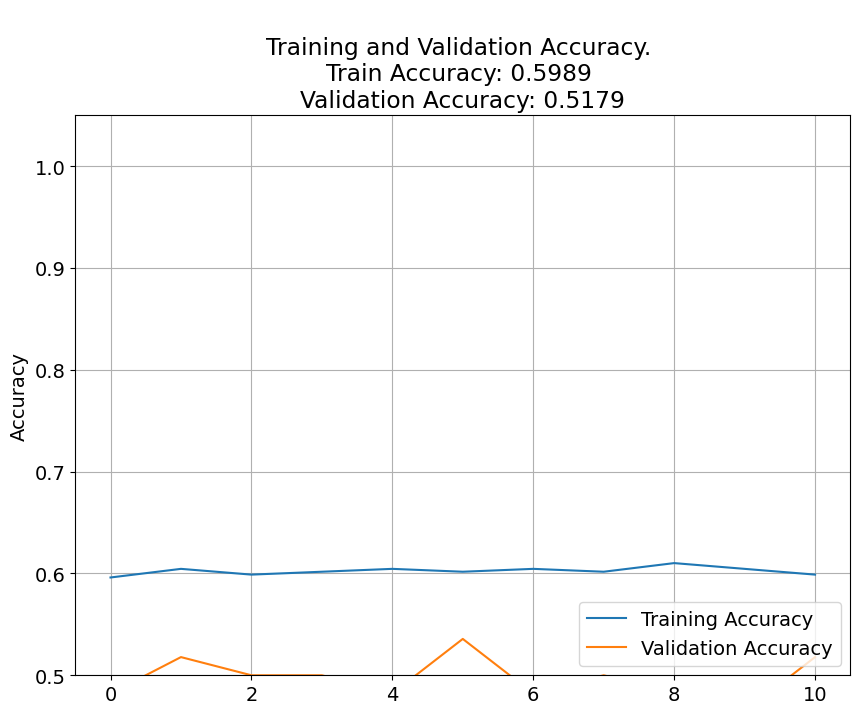 Training and Validation Accuracy.
Train Accuracy: 0.5989
Validation Accuracy: 0.5179
1.0
0.9
0.8
0.7
0.6
0.5
Accuracy
Training Accuracy
Validation Accuracy
0 2 4 6 8 10